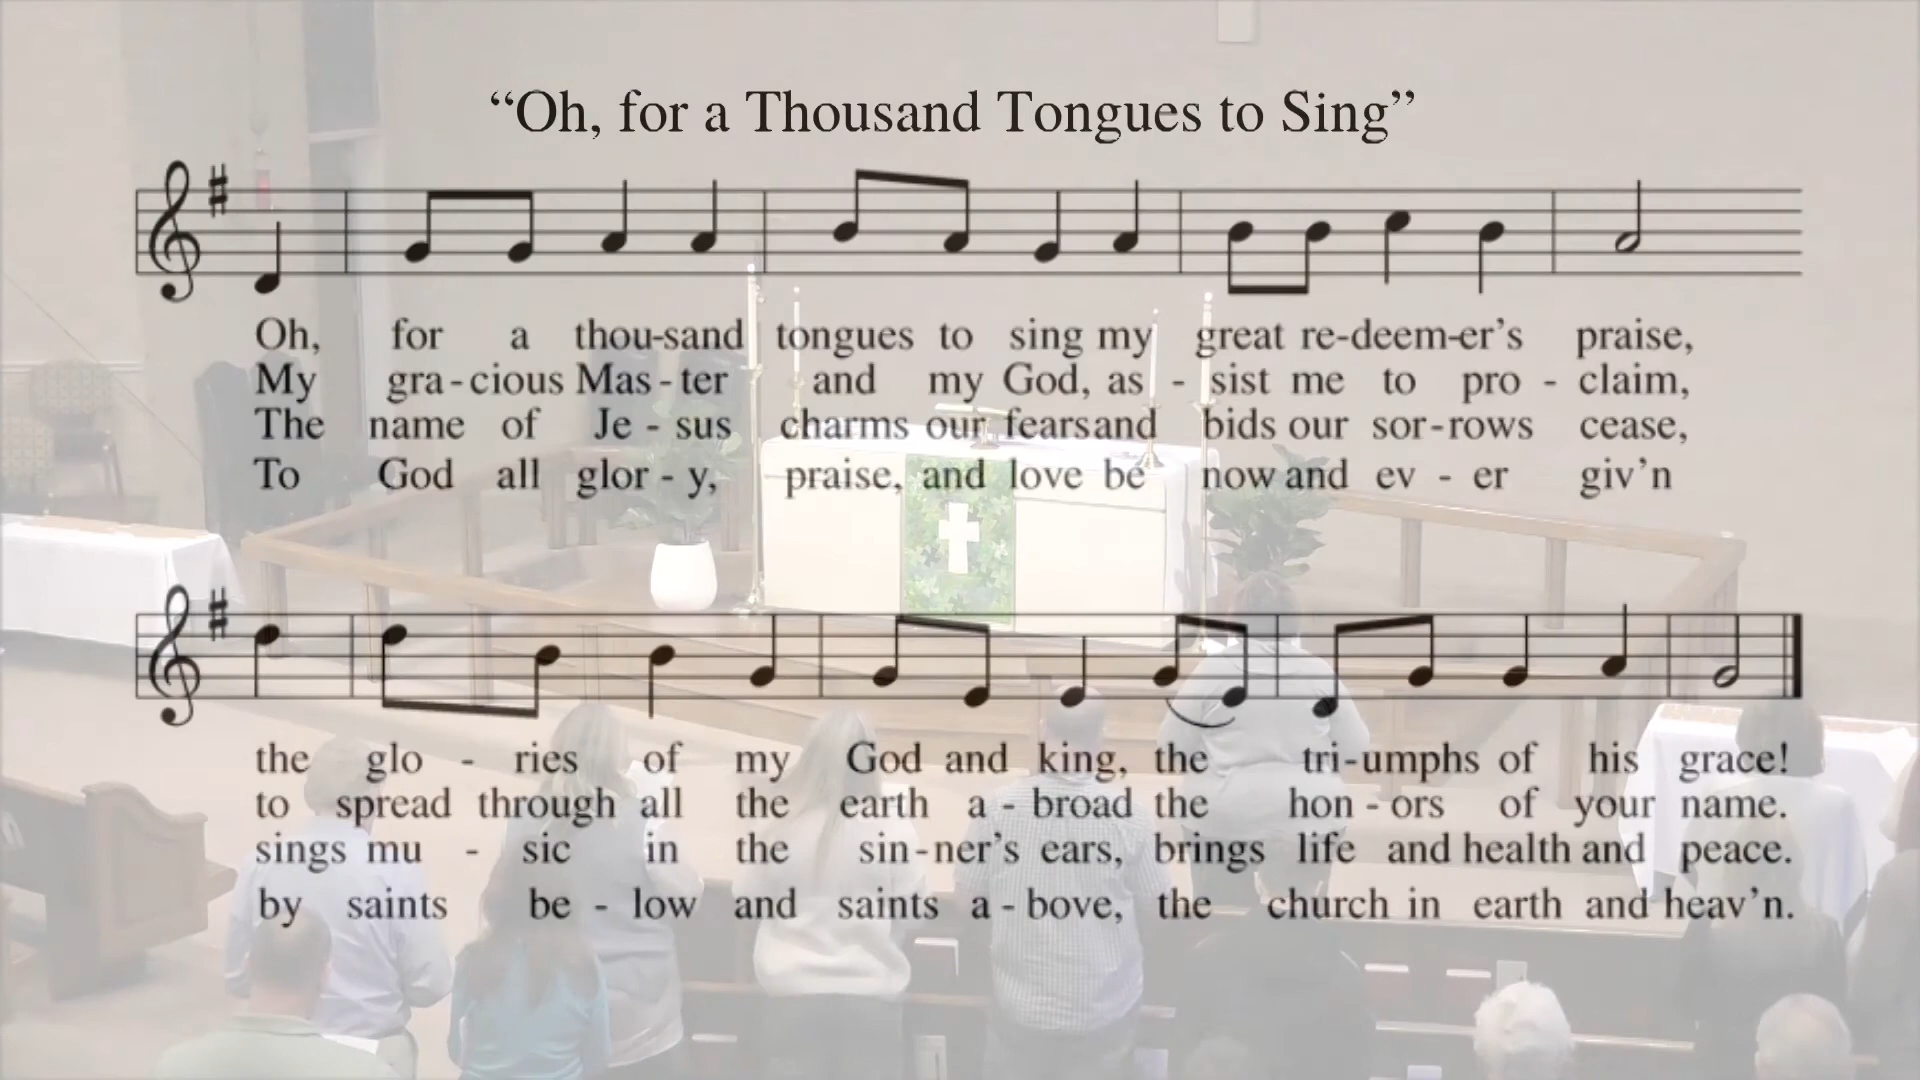 “Oh, for a Thousand Tongues to Sing”
Oh, for a thou-sand tongues to sing my great re-deem-er’s praise,
My gra-cious Mas-ter and my God, as-sist me to pro-claim,
The name of Je-sus charms our fears and bids our sor-rows cease,
To God all glor-y, praise, and love be now and ev-er giv’n
the glo-ries of my God and king, the tri-umphs of his grace!
to spread through all the earth a-broad the hon-ors of your name.
sings mu-sic in the sin-ner’s ears, brings life and health and peace.
by saints be-low and saints a-bove, the church in earth and heav’n.